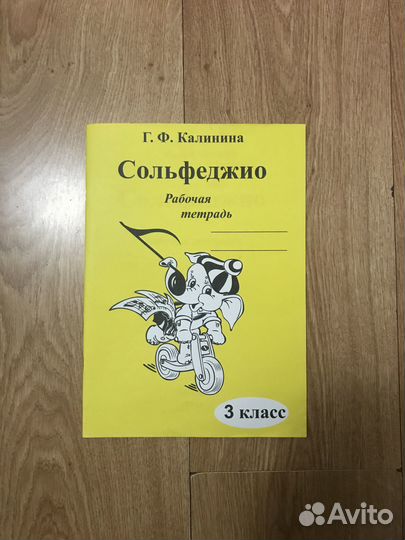 Г. Ф. Калинина
Сольфеджио
Рабочая
тетрадь
3 класс
Avito